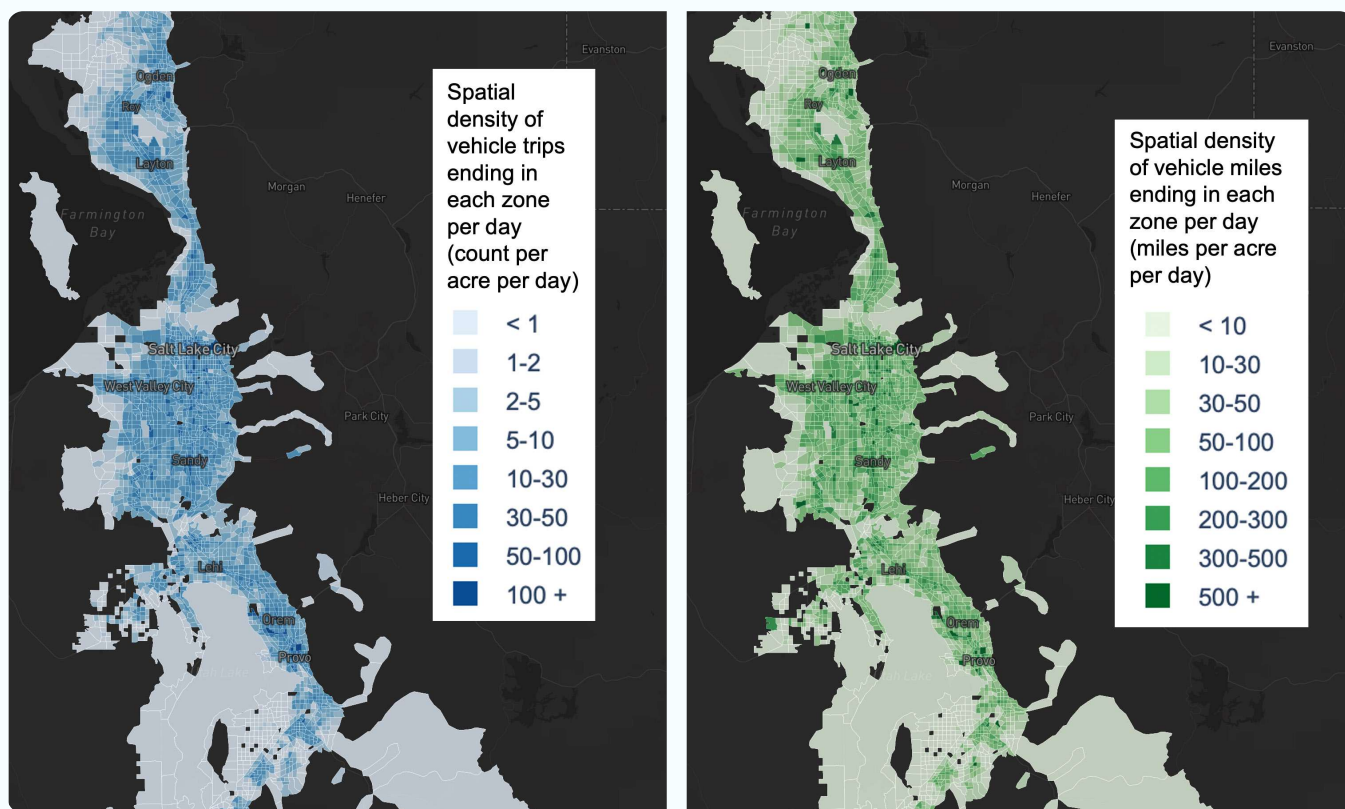 Evanston
Ogden
Roy
Layton
Morgan
Henefer
Farmington
Bay
Salt Lake City
West Valley City
Park City
Sandy
Heber City
Lehi
Orem
Provo
Spatial
density of
vehicle trips
ending in
each zone
per day
(count per
acre per day)
< 1
1-2
2-5
5-10
10-30
30-50
50-100
100 +
Evanston
Ogden
Roy
Layton
Morgan
Henefer
Farmington
Bay
Salt Lake City
West Valley City
Park City
Sandy
Heber City
Lehi
Orem
Provo
Spatial density
of vehicle miles
ending in each
zone per day
(miles per acre
per day)
< 10
10-30
30-50
50-100
100-200
200-300
300-500
500 +